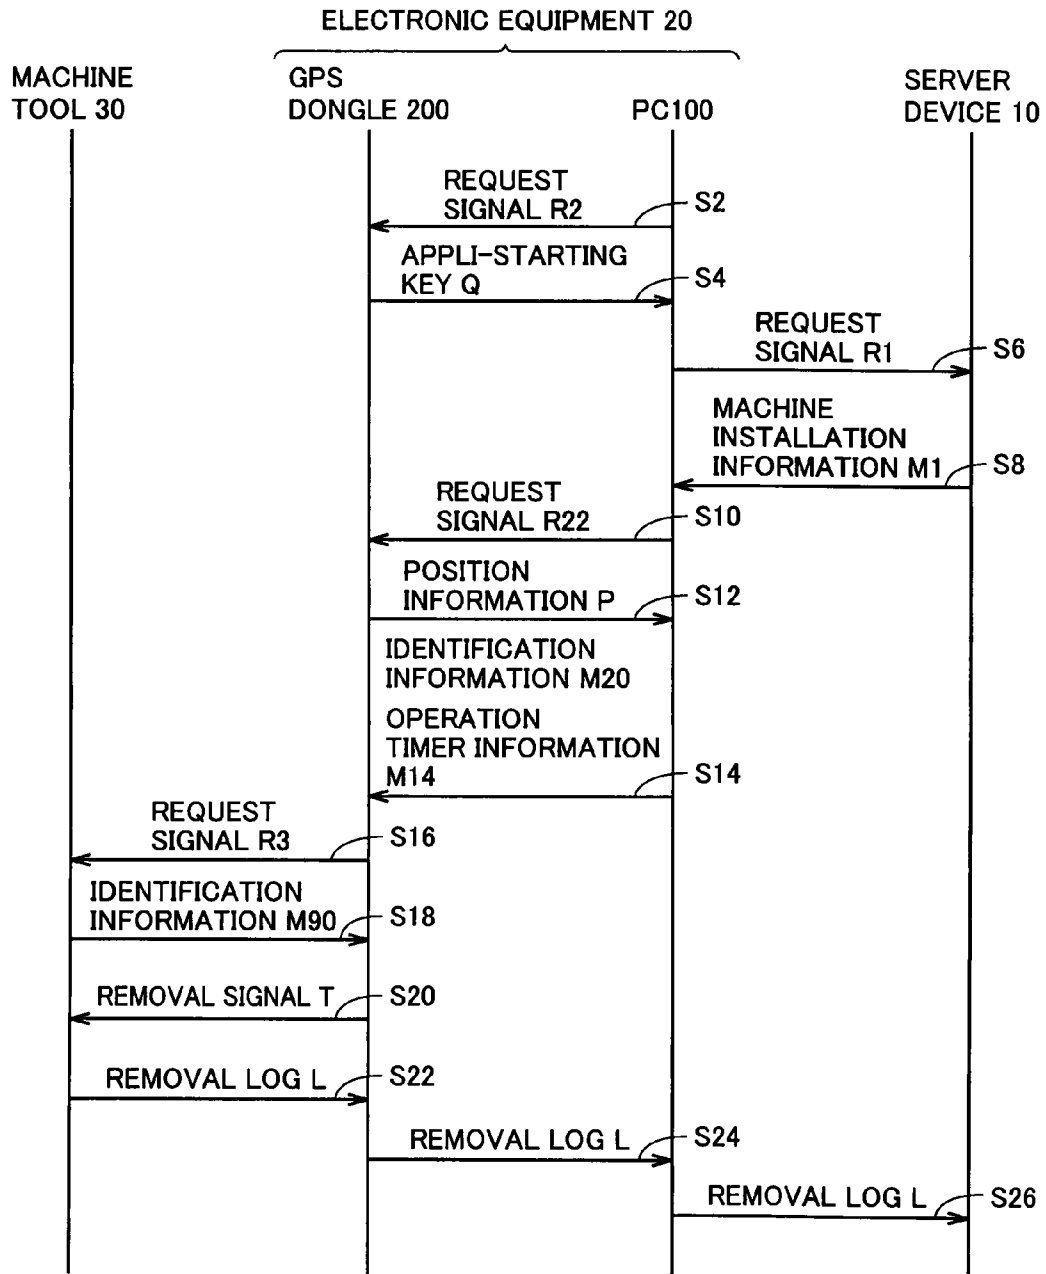 ELECTRONIC EQUIPMENT 20
MACHINE
TOOL 30
GPS
DONGLE 200
PC100
SERVER
DEVICE 10
REQUEST
SIGNAL R2
S2
APPLI-STARTING
KEY Q
S4
REQUEST
SIGNAL R1
S6
MACHINE
INSTALLATION
INFORMATION M1
S8
REQUEST
SIGNAL R22
S10
POSITION
INFORMATION P
S12
IDENTIFICATION
INFORMATION M20
OPERATION
TIMER INFORMATION
M14
S14
REQUEST
SIGNAL R3
S16
IDENTIFICATION
INFORMATION M90
S18
REMOVAL SIGNAL T
S20
REMOVAL LOG L
S22
REMOVAL LOG L
S24
REMOVAL LOG L
S26